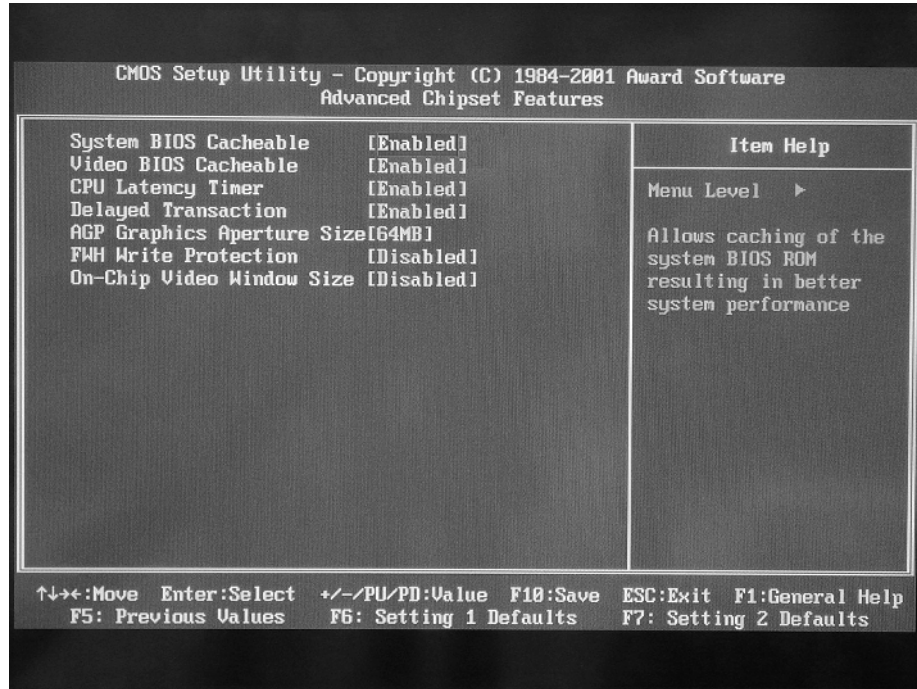 CMOS Setup Utility – Copyright (C) 1984–2001 Award Software
Advanced Chipset Features
System BIOS Cacheable [Enabled]
Video BIOS Cacheable [Enabled]
CPU Latency Timer [Enabled]
Delayed Transaction [Enabled]
AGP Graphics Aperture Size[64MB]
FWH Write Protection [Disabled]
On-Chip Video Window Size [Disabled]
Item Help
Menu Level ▶
Allows caching of the
system BIOS ROM
resulting in better
system performance
↑↓→←:Move Enter:Select +/-/PU/PD:Value F10:Save ESC:Exit F1:General Help
F5: Previous Values F6: Setting 1 Defaults F7: Setting 2 Defaults